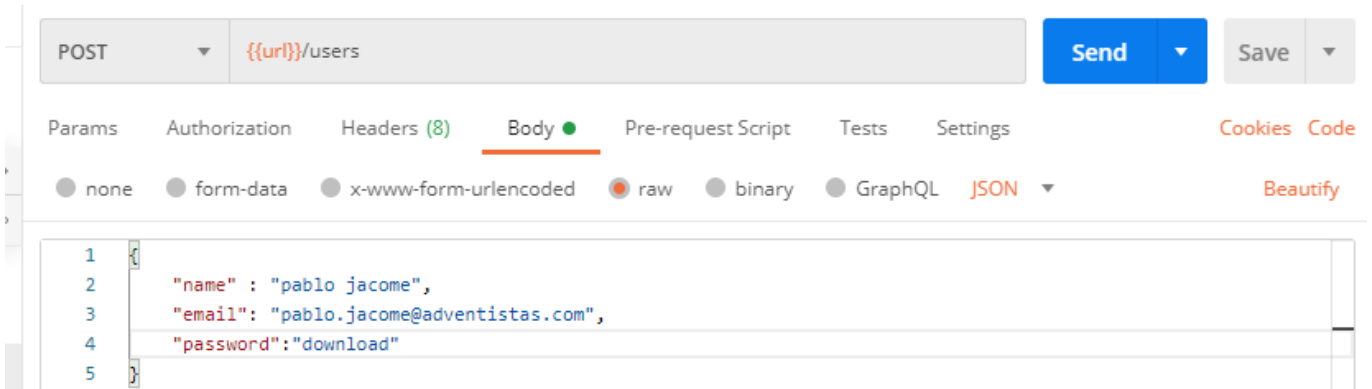 POST {{url}}/users Send Save
Params Authorization Headers (8) Body Pre-request Script Tests Settings Cookies Code
none form-data x-www-form-urlencoded raw binary GraphQL JSON Beautify
1 {
2 "name" : "pablo jacome",
3 "email": "pablo.jacome@adventistas.com",
4 "password":"download"
5 }